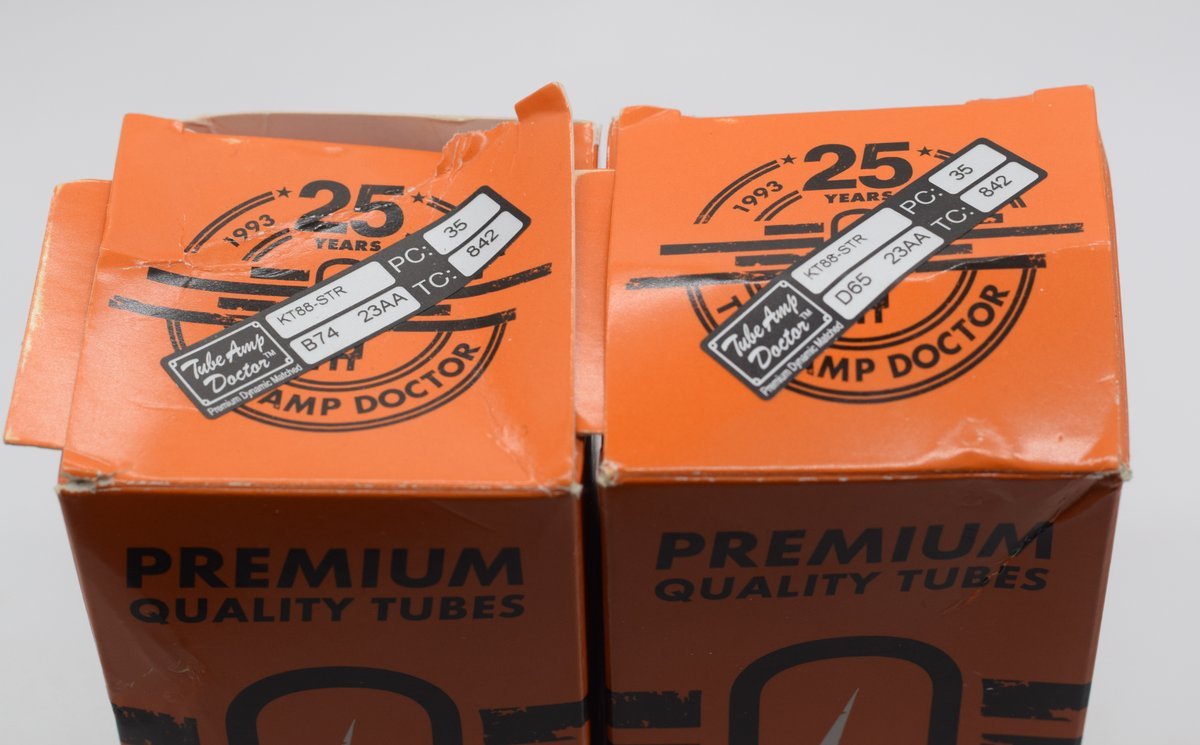 1993
25
YEARS
KT88-STR
PC:
35
B74 23AA
TC:
842
Tube Amp
Doctor™
Premium Dynamic Matched
AMP DOCTOR
PREMIUM
QUALITY TUBES
1993
25
YEARS
KT88-STR
PC:
35
D65 23AA
TC:
842
Tube Amp
Doctor™
Premium Dynamic Matched
AMP DOCTOR
PREMIUM
QUALITY TUBES